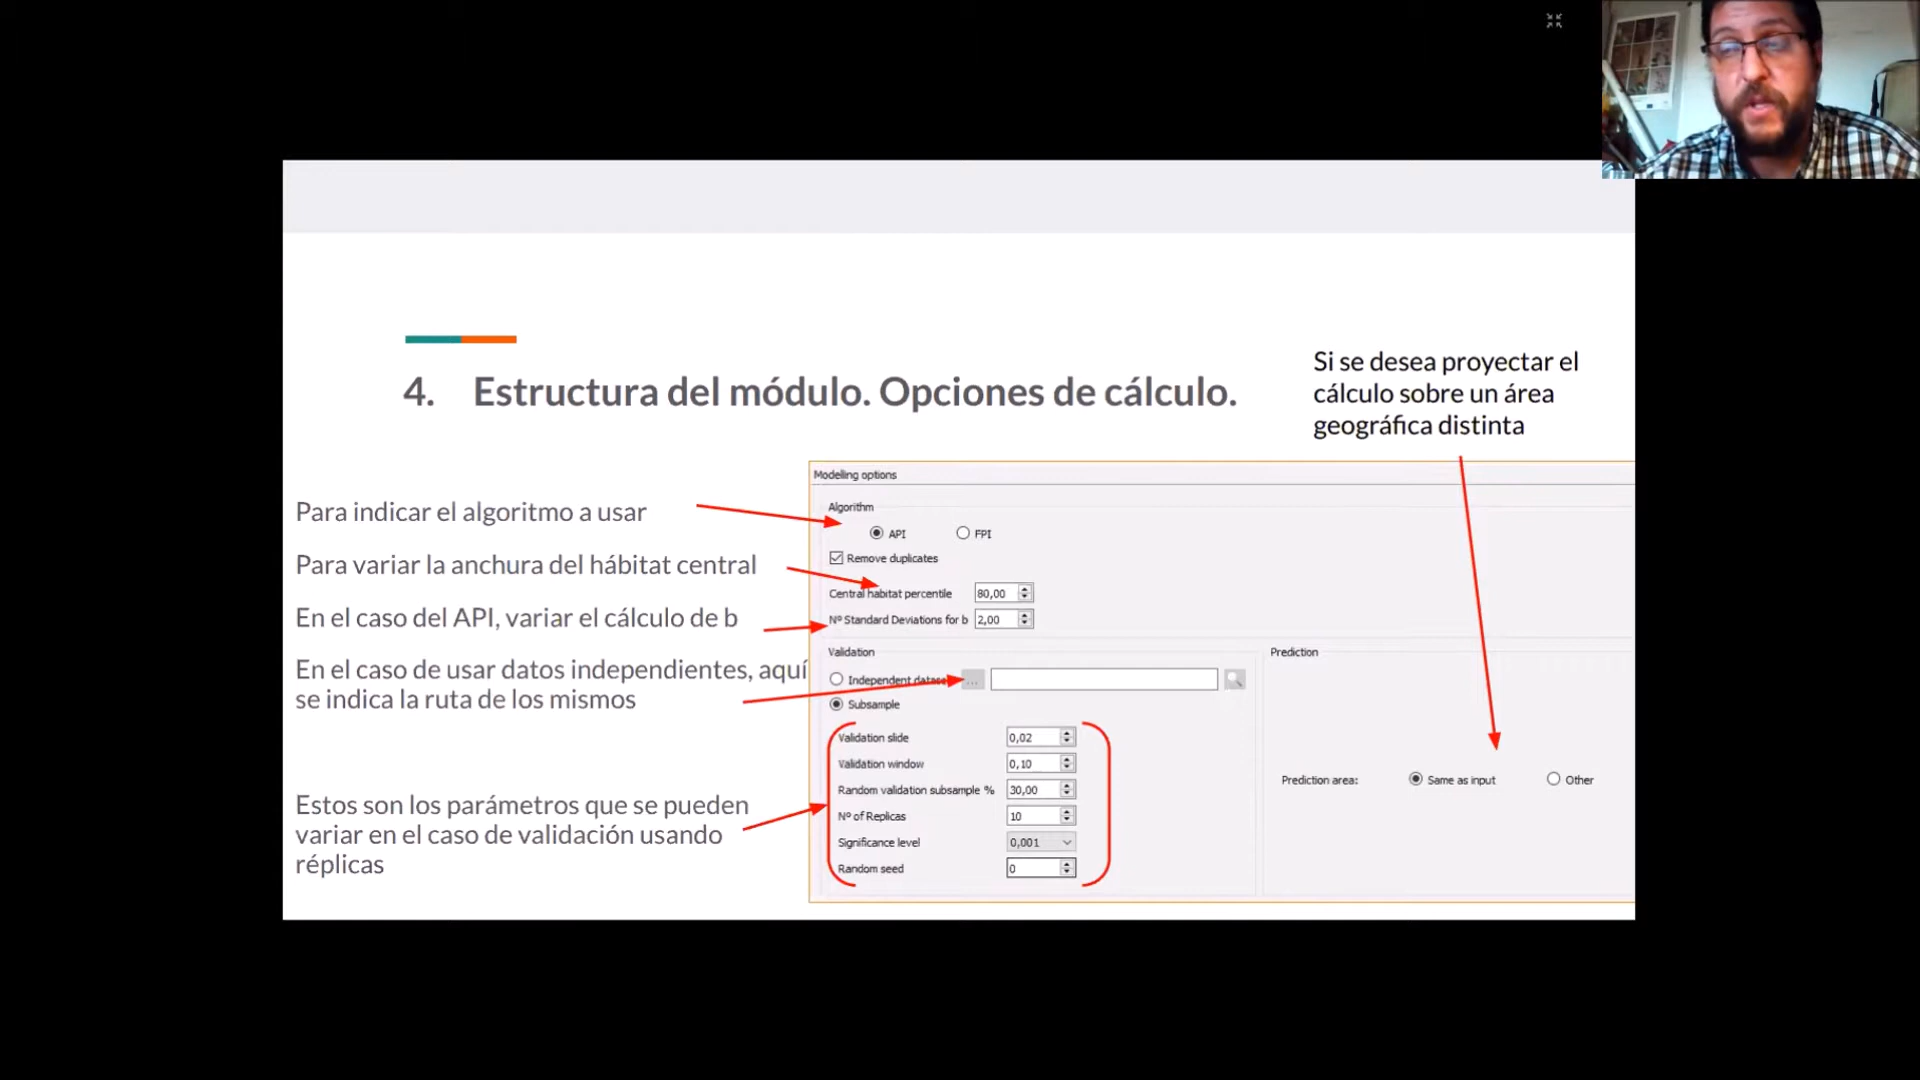 4. Estructura del módulo. Opciones de cálculo.
Si se desea proyectar el
cálculo sobre un área
geográfica distinta
Para indicar el algoritmo a usar
Para variar la anchura del hábitat central
En el caso del API, variar el cálculo de b
En el caso de usar datos independientes, aquí
se indica la ruta de los mismos
Estos son los parámetros que se pueden
variar en el caso de validación usando
réplicas
Modelling options
Algorithm
API FPI
Remove duplicates
Central habitat percentile 80,00
Nº Standard Deviations for b 2,00
Validation
Independent ...
Subsample
Validation slide 0,02
Validation window 0,10
Random validation subsample % 30,00
Nº of Replicas 10
Significance level 0,001
Random seed 0
Prediction
Prediction area: Same as input Other